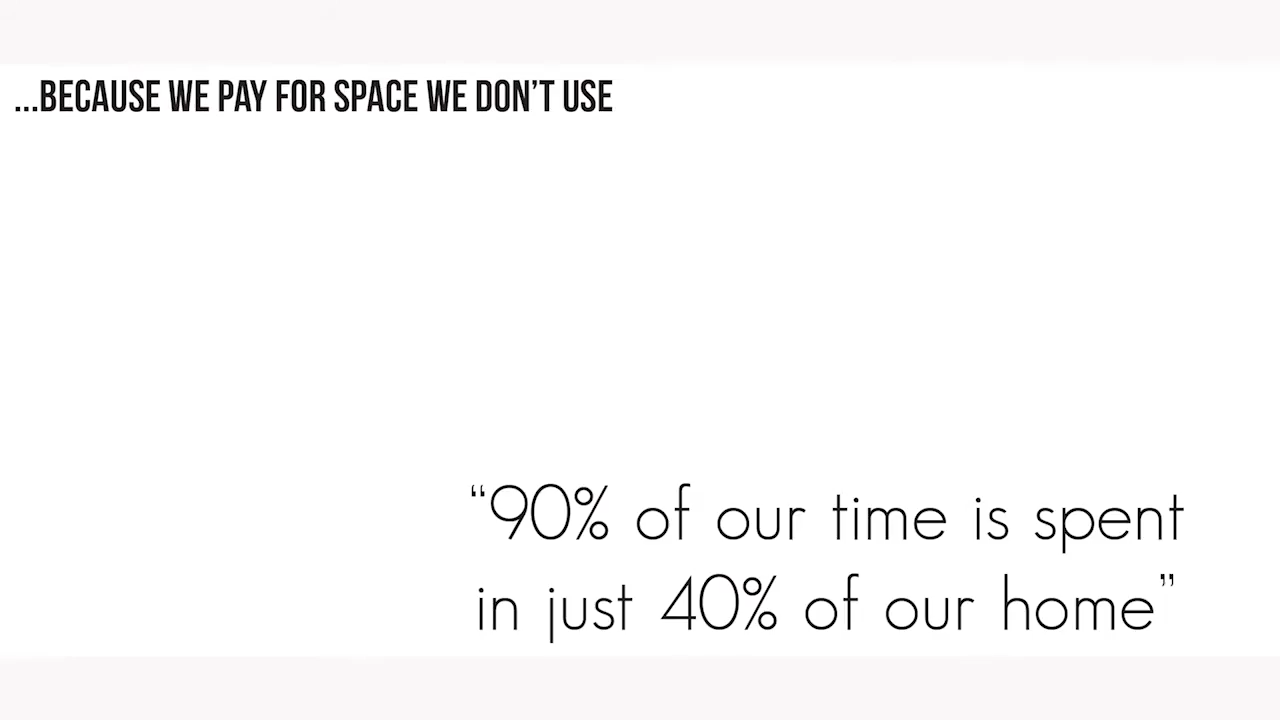 ...BECAUSE WE PAY FOR SPACE WE DON’T USE
“90% of our time is spent
in just 40% of our home”